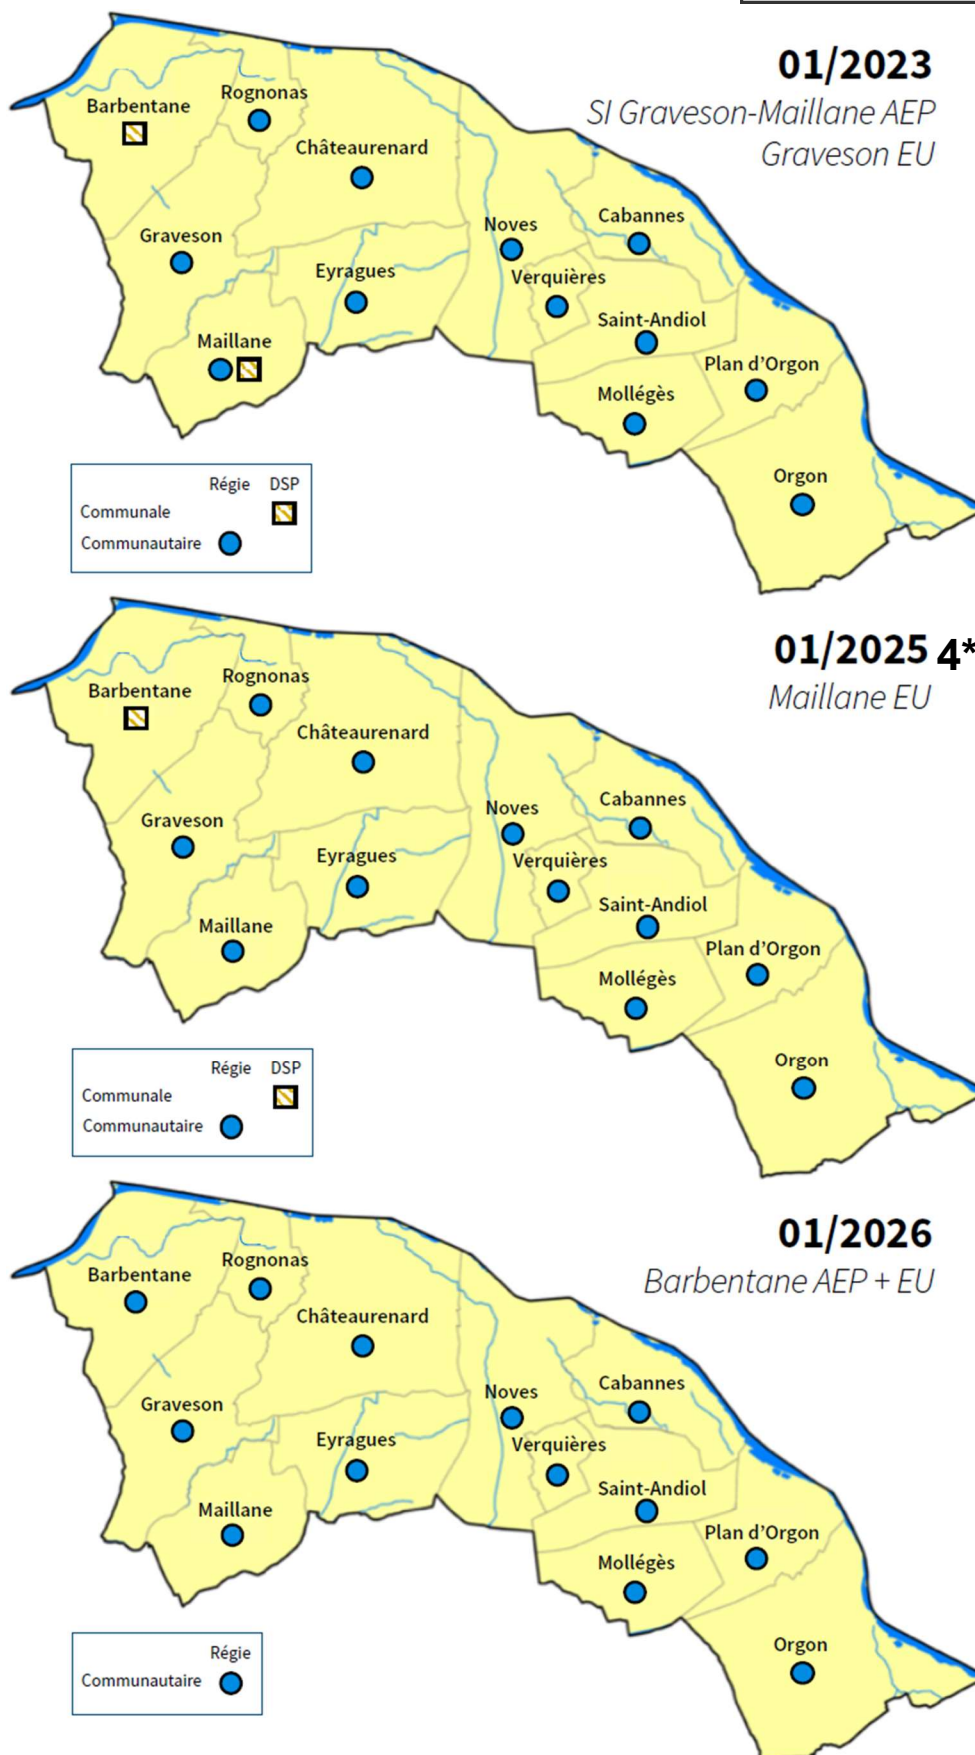 01/2023
SI Graveson-Maillane AEP
Graveson EU
Barbentane
Rognonas
Châteaurenard
Graveson
Eyragues
Maillane
Noves
Verquières
Cabannes
Saint-Andiol
Mollégès
Plan d'Orgon
Orgon
Régie DSP
Communale
Communautaire
01/2025 4*
Maillane EU
Barbentane
Rognonas
Châteaurenard
Graveson
Eyragues
Maillane
Noves
Verquières
Cabannes
Saint-Andiol
Mollégès
Plan d'Orgon
Orgon
Régie DSP
Communale
Communautaire
01/2026
Barbentane AEP + EU
Barbentane
Rognonas
Châteaurenard
Graveson
Eyragues
Maillane
Noves
Verquières
Cabannes
Saint-Andiol
Mollégès
Plan d'Orgon
Orgon
Régie
Communautaire